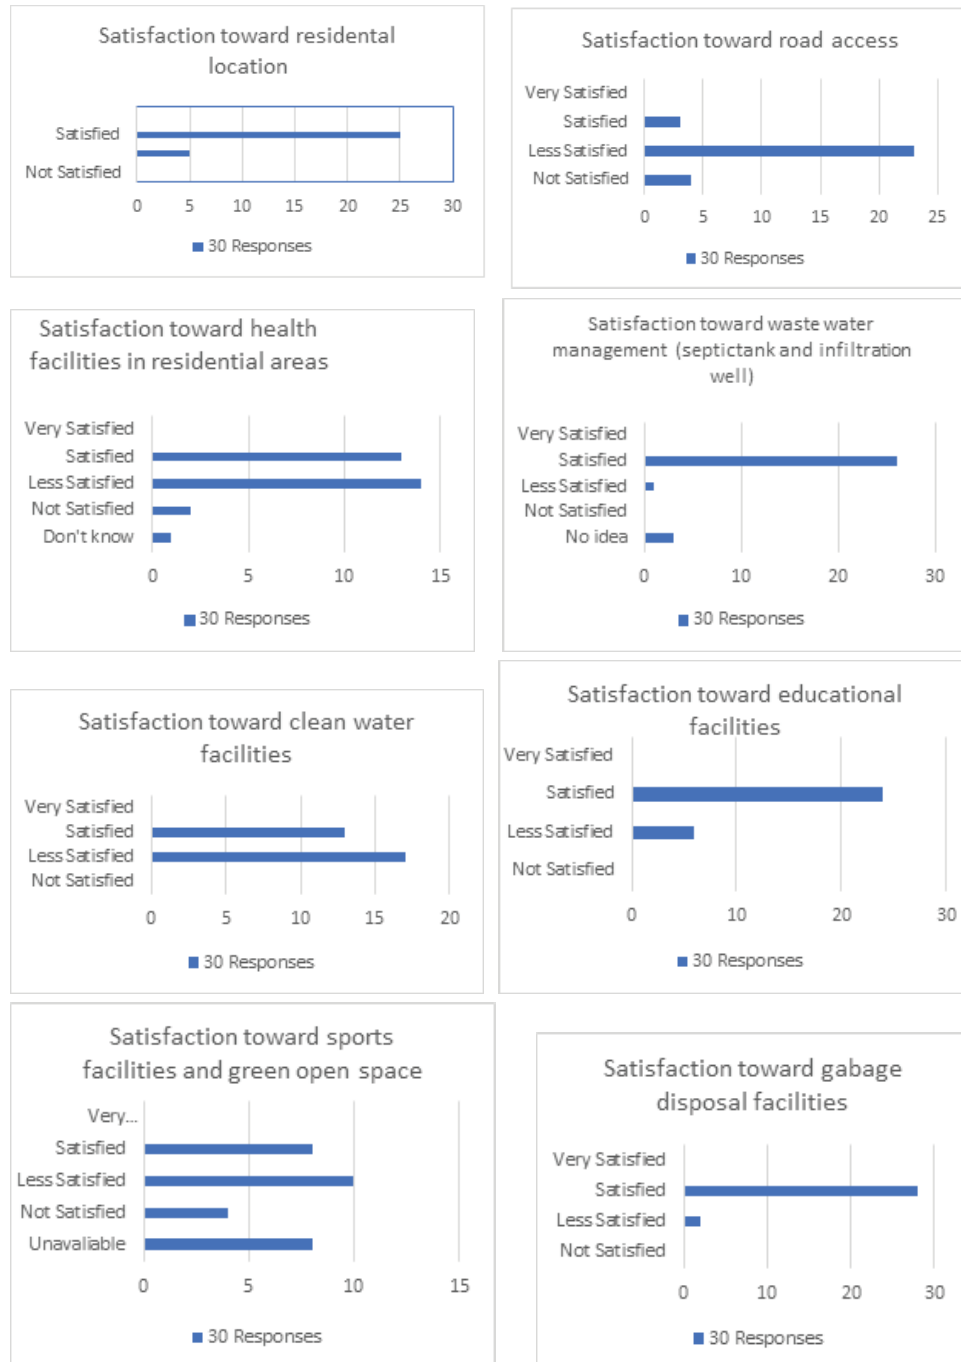 Satisfaction toward residental
location
Satisfied
Not Satisfied
0 5 10 15 20 25 30
30 Responses
Satisfaction toward road access
Very Satisfied
Satisfied
Less Satisfied
Not Satisfied
0 5 10 15 20 25
30 Responses
Satisfaction toward health
facilities in residential areas
Very Satisfied
Satisfied
Less Satisfied
Not Satisfied
Don't know
0 5 10 15
30 Responses
Satisfaction toward waste water
management (septictank and infiltration
well)
Very Satisfied
Satisfied
Less Satisfied
Not Satisfied
No idea
0 10 20 30
30 Responses
Satisfaction toward clean water
facilities
Very Satisfied
Satisfied
Less Satisfied
Not Satisfied
0 5 10 15 20
30 Responses
Satisfaction toward educational
facilities
Very Satisfied
Satisfied
Less Satisfied
Not Satisfied
0 10 20 30
30 Responses
Satisfaction toward sports
facilities and green open space
Very...
Satisfied
Less Satisfied
Not Satisfied
Unavaliable
0 5 10 15
30 Responses
Satisfaction toward gabage
disposal facilities
Very Satisfied
Satisfied
Less Satisfied
Not Satisfied
0 10 20 30
30 Responses